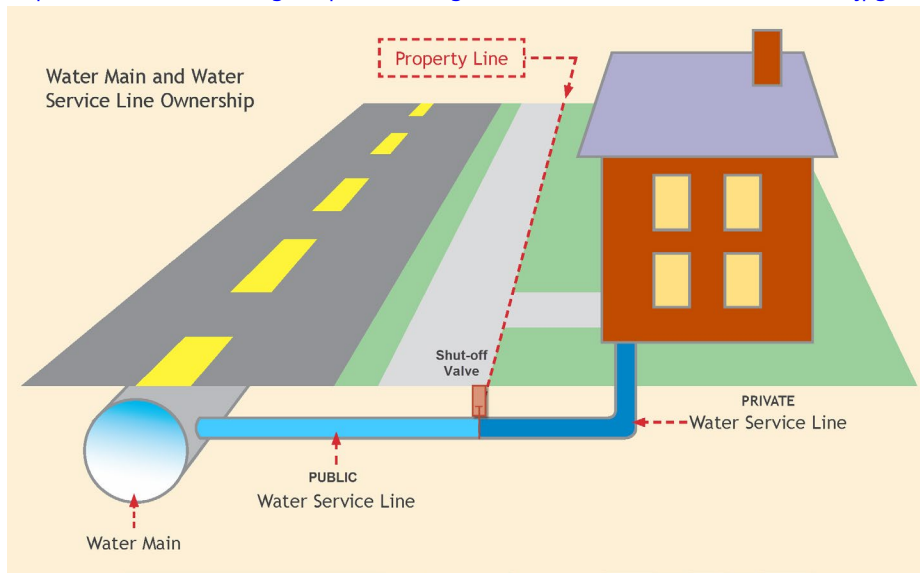 Water Main and Water
Service Line Ownership
Property Line
Shut-off
Valve
PRIVATE
Water Service Line
PUBLIC
Water Service Line
Water Main